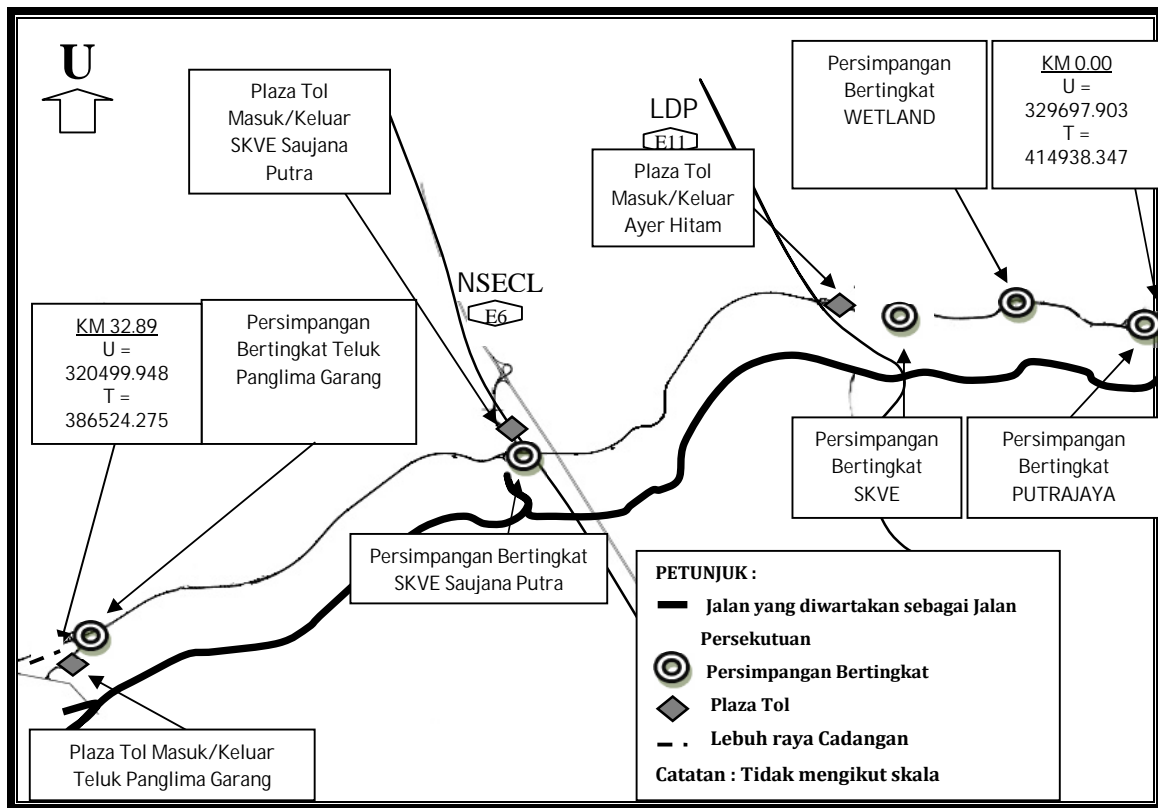 U
Plaza Tol
Masuk/Keluar
SKVE Saujana
Putra
LDP
E11
Plaza Tol
Masuk/Keluar
Ayer Hitam
Persimpangan
Bertingkat
WETLAND
KM 0.00
U =
329697.903
T =
414938.347
NSECL
E6
KM 32.89
U =
320499.948
T =
386524.275
Persimpangan
Bertingkat Teluk
Panglima Garang
Persimpangan
Bertingkat
SKVE
Persimpangan
Bertingkat
PUTRAJAYA
Persimpangan Bertingkat
SKVE Saujana Putra
Plaza Tol Masuk/Keluar
Teluk Panglima Garang
PETUNJUK :
Jalan yang diwartakan sebagai Jalan
Persekutuan
Persimpangan Bertingkat
Plaza Tol
Lebuh raya Cadangan
Catatan : Tidak mengikut skala